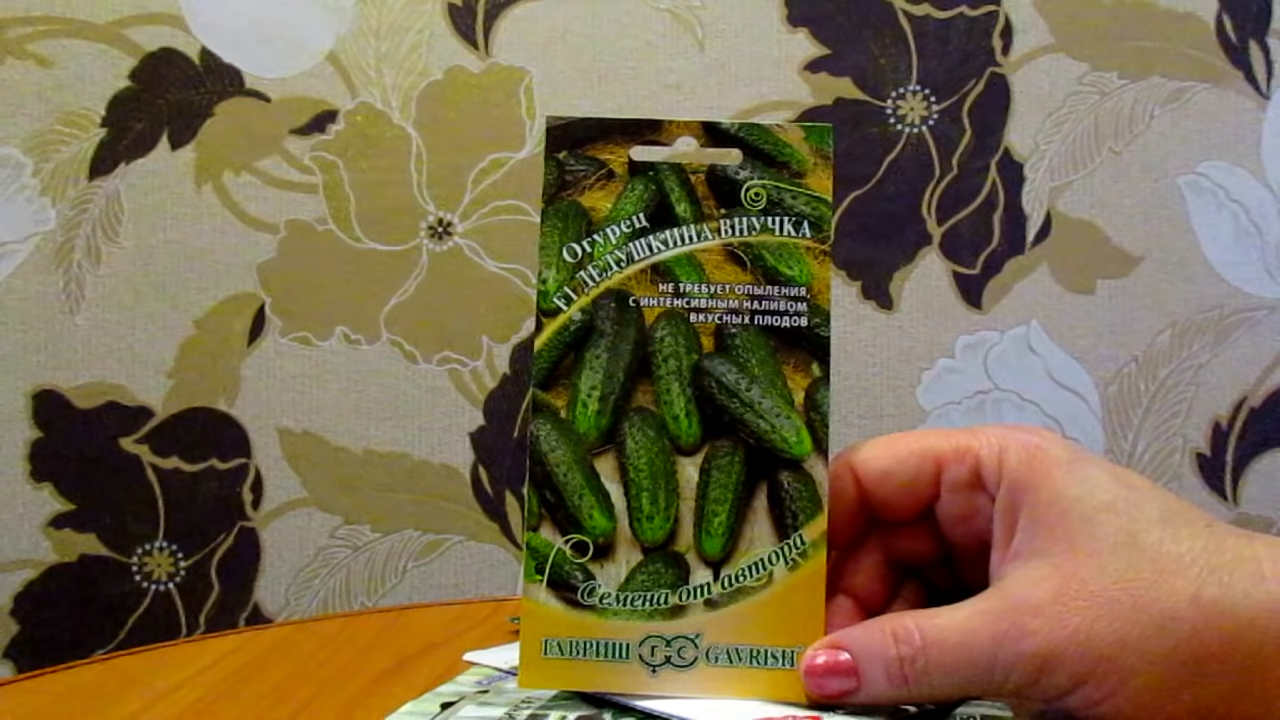 Огурец
F1 ДЕДУШКИНА ВНУЧКА
НЕ ТРЕБУЕТ ОПЫЛЕНИЯ,
С ИНТЕНСИВНЫМ НАЛИВОМ
ВКУСНЫХ ПЛОДОВ
Семена от автора
ГАВРИШ Г-С GAVRISH®